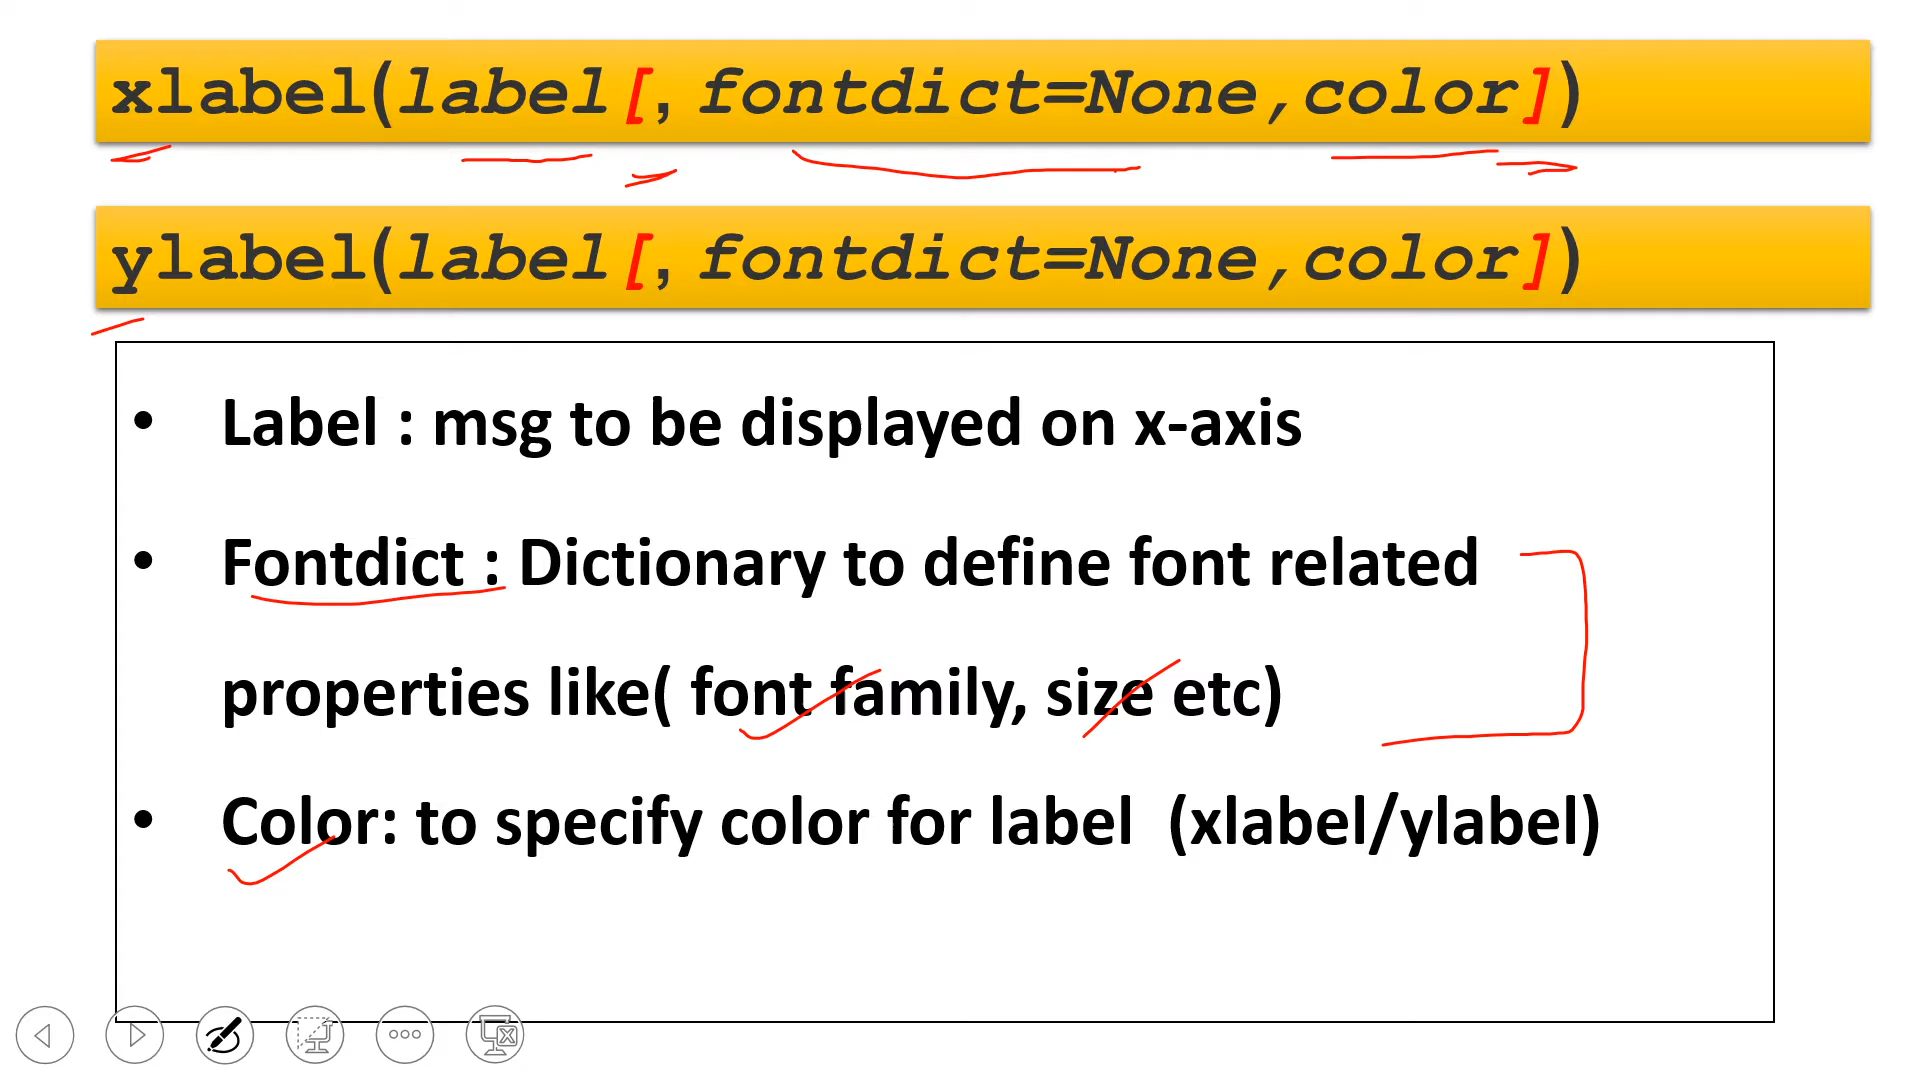 xlabel(label[, fontdict=None,color])
ylabel(label[, fontdict=None,color])
• Label : msg to be displayed on x-axis
• Fontdict : Dictionary to define font related
properties like( font family, size etc)
• Color: to specify color for label (xlabel/ylabel)